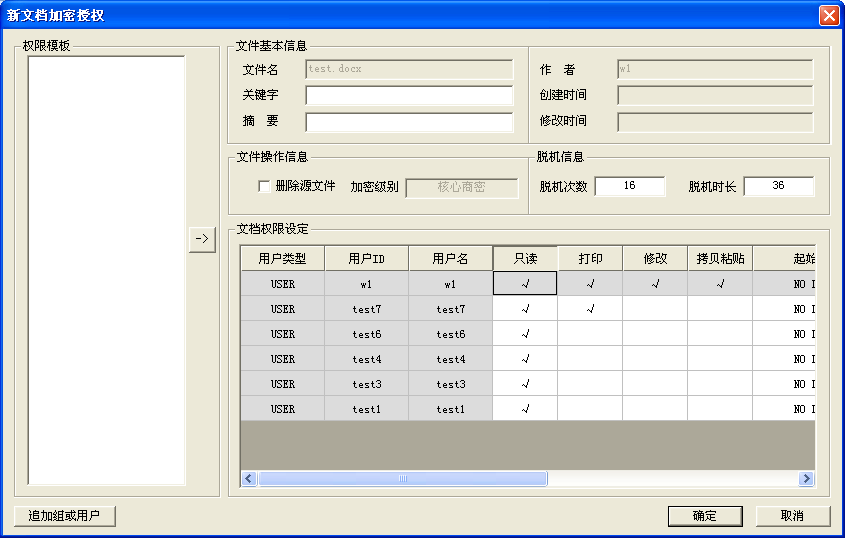 新文档加密授权
权限模板
->
追加组或用户
文件基本信息
文件名 test.docx
关键字
摘 要
作 者 w1
创建时间
修改时间
文件操作信息
删除源文件 加密级别 核心商密
脱机信息
脱机次数 16 脱机时长 36
文档权限设定
用户类型 用户ID 用户名 只读 打印 修改 拷贝粘贴 起始
USER w1 w1 √ √ √ √ NO
USER test7 test7 √ √ NO
USER test6 test6 √ NO
USER test4 test4 √ NO
USER test3 test3 √ NO
USER test1 test1 √ NO
确定 取消